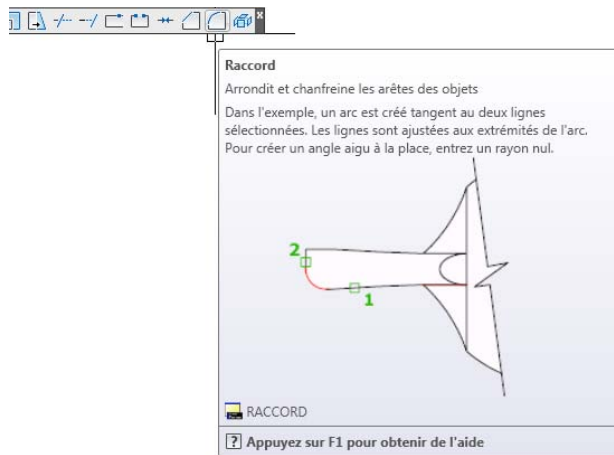 Raccord
Arrondit et chanfreine les arêtes des objets
Dans l'exemple, un arc est créé tangent au deux lignes
sélectionnées. Les lignes sont ajustées aux extrémités de l'arc.
Pour créer un angle aigu à la place, entrez un rayon nul.
2
1
RACCORD
? Appuyez sur F1 pour obtenir de l'aide